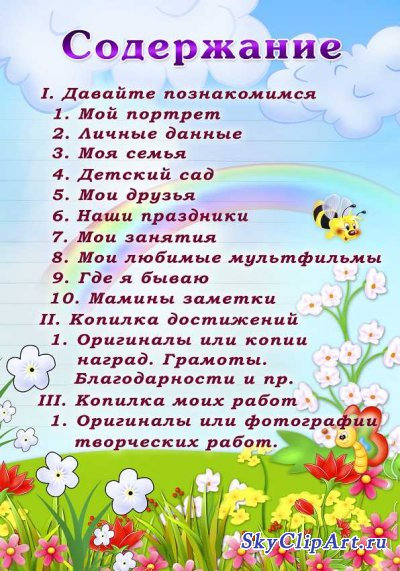 Содержание
I. Давайте познакомимся
1. Мой портрет
2. Личные данные
3. Моя семья
4. Детский сад
5. Мои друзья
6. Наши праздники
7. Мои занятия
8. Мои любимые мультфильмы
9. Где я бываю
10. Мамины заметки
II. Копилка достижений
1. Оригиналы или копии
наград. Грамоты.
Благодарности и пр.
III. Копилка моих работ
1. Оригиналы или фотографии
творческих работ.
SkyClipArt.ru